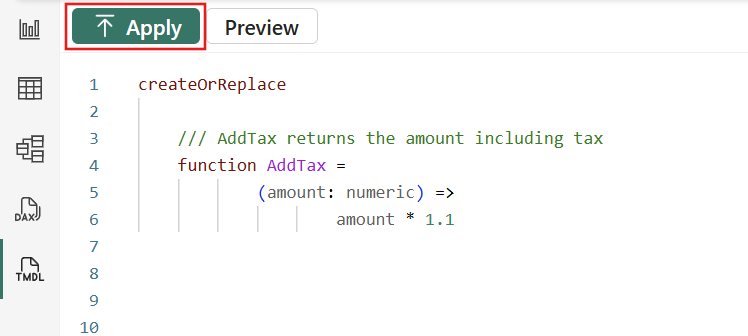 Apply Preview
1 createOrReplace
2
3 /// AddTax returns the amount including tax
4 function AddTax =
5 (amount: numeric) =>
6 amount * 1.1
7
8
9
10
DAX
TMDL